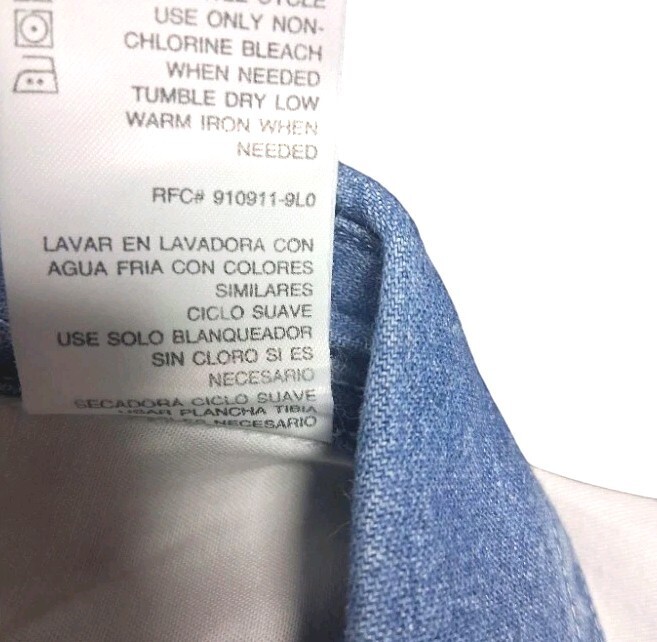 CYCLE
USE ONLY NON-
CHLORINE BLEACH
WHEN NEEDED
TUMBLE DRY LOW
WARM IRON WHEN
NEEDED
RFC# 910911-9L0
LAVAR EN LAVADORA CON
AGUA FRIA CON COLORES
SIMILARES
CICLO SUAVE
USE SOLO BLANQUEADOR
SIN CLORO SI ES
NECESARIO
SECADORA CICLO SUAVE
USAR PLANCHA TIBIA
NECESARIO